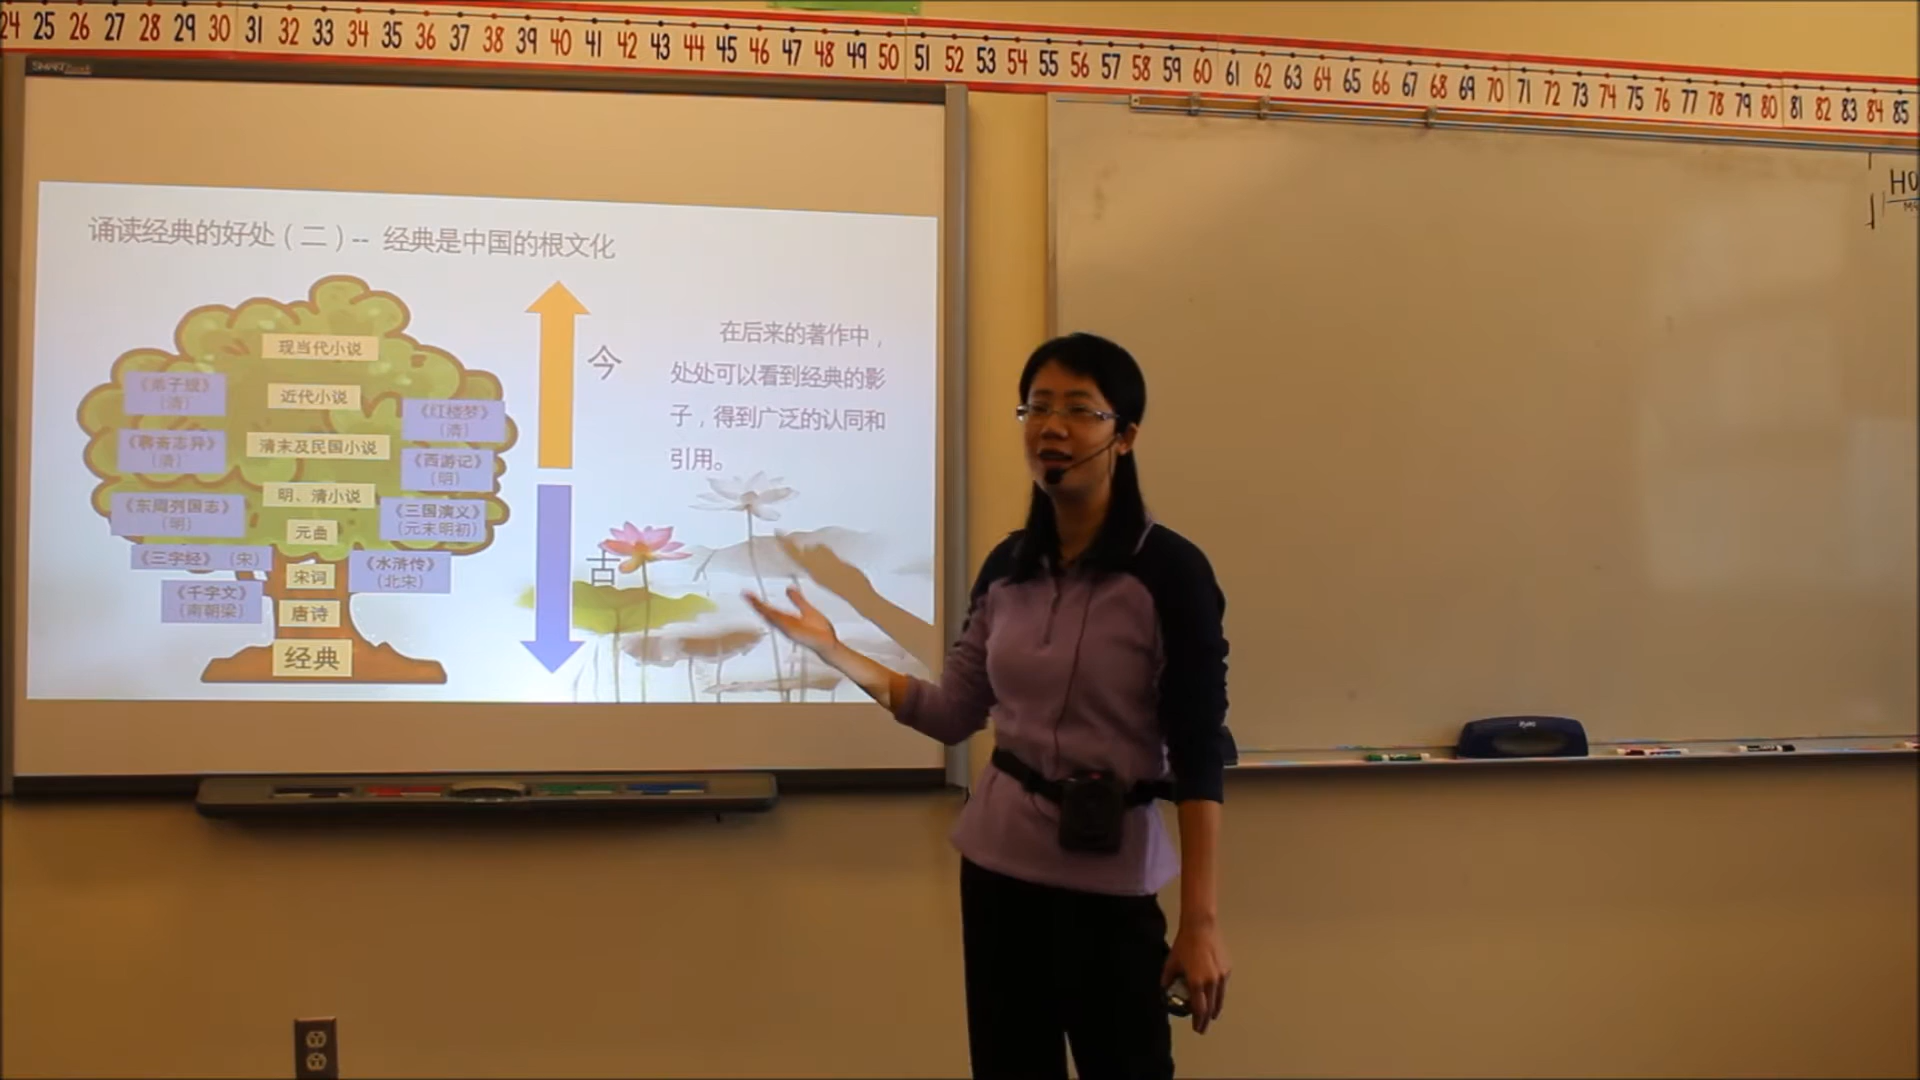 24 25 26 27 28 29 30 31 32 33 34 35 36 37 38 39 40 41 42 43 44 45 46 47 48 49 50 51 52 53 54 55 56 57 58 59 60 61 62 63 64 65 66 67 68 69 70 71 72 73 74 75 76 77 78 79 80 81 82 83 84 85
SMART
诵读经典的好处（二）-- 经典是中国的根文化
现当代小说
《弟子规》
（清）
近代小说
《红楼梦》
（清）
《聊斋志异》
（清）
清末及民国小说
《西游记》
（明）
明、清小说
《东周列国志》
（明）
《三国演义》
（元末明初）
元曲
《三字经》（宋）
《水浒传》
（北宋）
宋词
《千字文》
（南朝梁）
唐诗
经典
今
古
在后来的著作中，
处处可以看到经典的影
子，得到广泛的认同和
引用。
HO